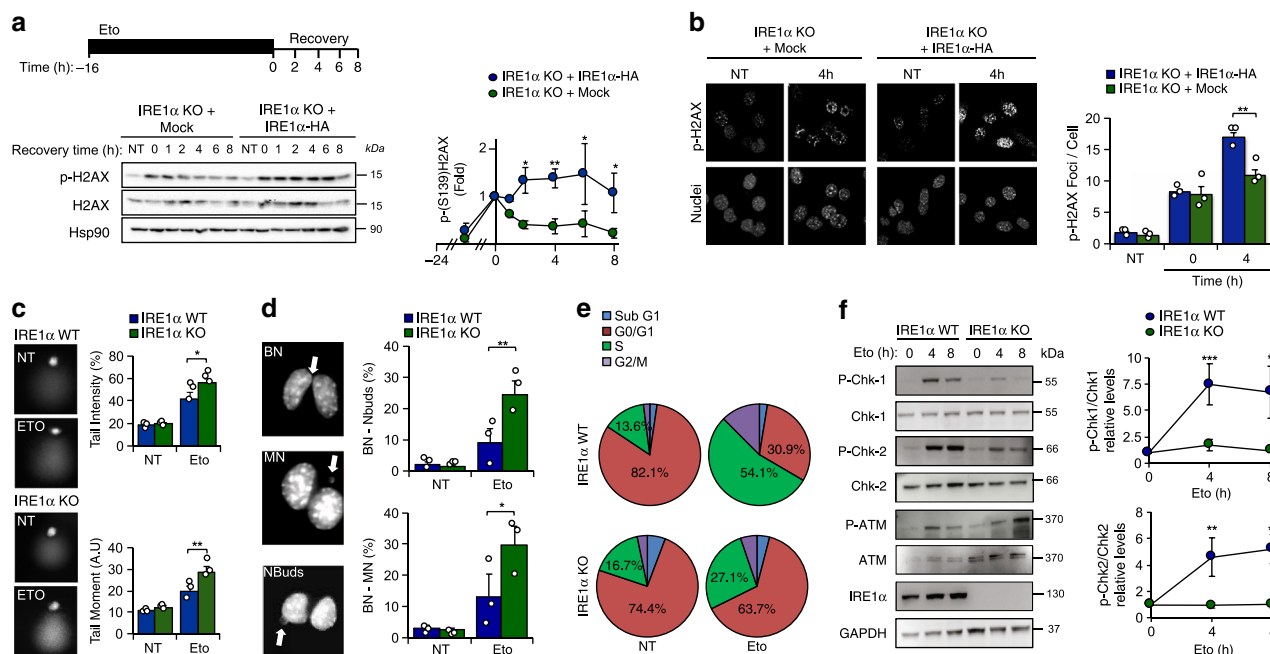 a
Eto
Recovery
Time (h): –16
0 2 4 6 8
IRE1α KO + Mock
IRE1α KO + IRE1α-HA
Recovery time (h) NT 0 1 2 4 6 8 NT 0 1 2 4 6 8 (h) kDa
p-H2AX 15
H2AX 15
Hsp90 90
IRE1α KO + IRE1α-HA
IRE1α KO + Mock
p-(S139)H2AX (Fold)
2
1
* ** * *
–24 0 4 8
b
IRE1α KO + Mock
IRE1α KO + IRE1α-HA
NT 4h NT 4h
p-H2AX
Nuclei
IRE1α KO + IRE1α-HA
IRE1α KO + Mock
**
p-H2AX Foci / Cell
20
15
10
5
0
NT 0 4
Time (h)
c
IRE1α WT
NT
ETO
IRE1α KO
NT
ETO
IRE1α WT
IRE1α KO
Tail Intensity (%)
80
60
40
20
0
*
NT Eto
Tail Moment (A.U)
40
30
20
10
0
**
NT Eto
d
BN
MN
NBuds
IRE1α WT
IRE1α KO
BN - Nbuds (%)
40
30
20
10
0
**
NT Eto
BN - MN (%)
40
30
20
10
0
*
NT Eto
e
Sub G1
G0/G1
S
G2/M
IRE1α WT
13.6%
82.1%
30.9%
54.1%
IRE1α KO
16.7%
74.4%
27.1%
63.7%
NT Eto
f
IRE1α WT IRE1α KO
Eto (h): 0 4 8 0 4 8 kDa
P-Chk-1 55
Chk-1 55
P-Chk-2 66
Chk-2 66
P-ATM 370
ATM 370
IRE1α 130
GAPDH 37
IRE1α WT
IRE1α KO
p-Chk1/Chk1 relative levels
10
7.5
5
2.5
0
*** *
0 4 8
Eto (h)
p-Chk2/Chk2 relative levels
8
6
4
2
0
** *
0 4 8
Eto (h)